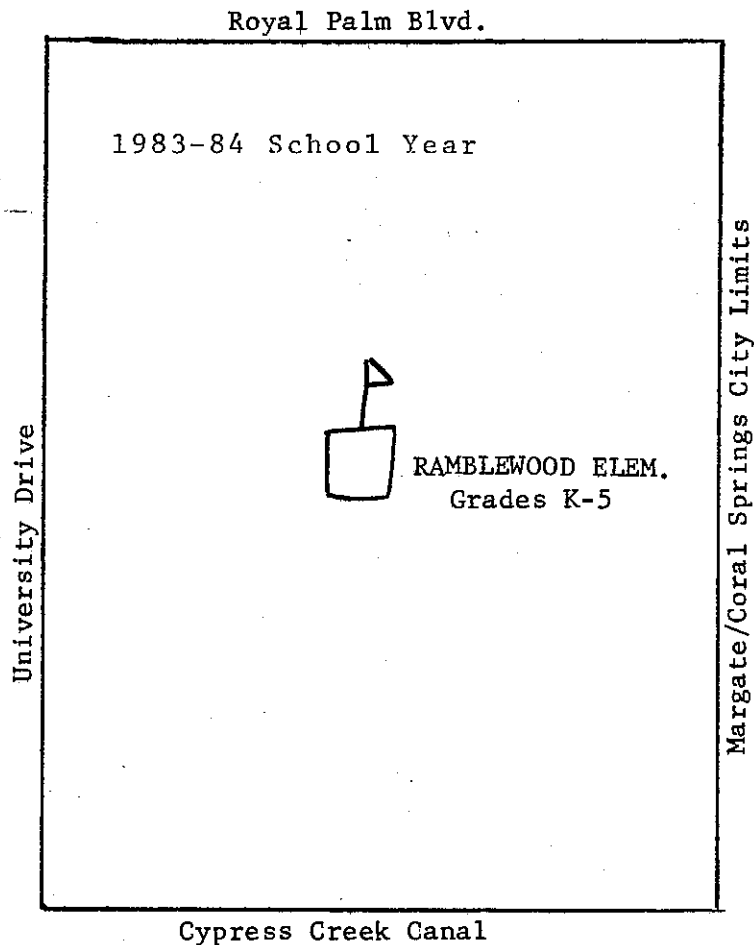 Royal Palm Blvd.
1983-84 School Year
University Drive
Margate/Coral Springs City Limits
RAMBLEWOOD ELEM.
Grades K-5
Cypress Creek Canal